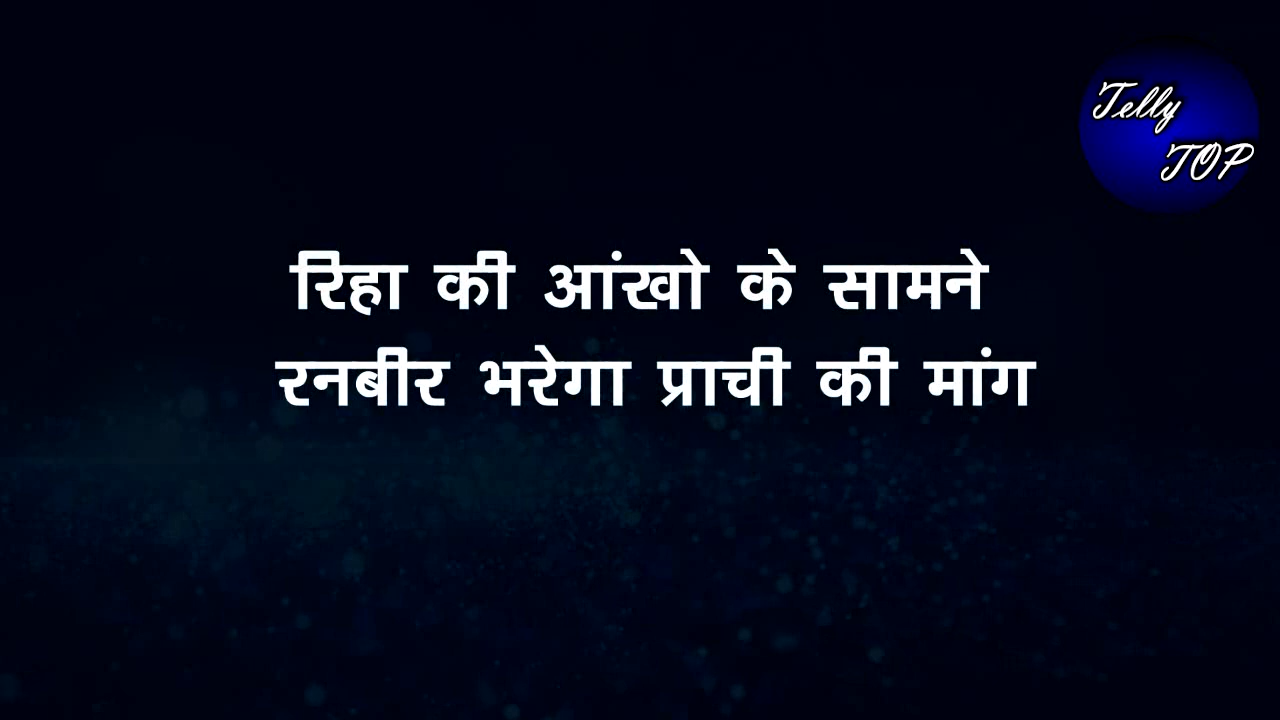 Telly
TOP
रिहा की आंखो के सामने
रनबीर भरेगा प्राची की मांग